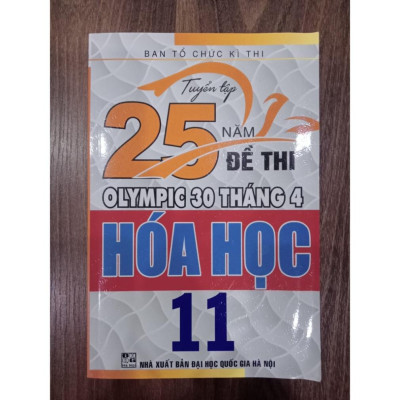 BAN TỔ CHỨC KÌ THI
Tuyển tập
25 NĂM
ĐỀ THI
OLYMPIC 30 THÁNG 4
HÓA HỌC
11
NHÀ XUẤT BẢN ĐẠI HỌC QUỐC GIA HÀ NỘI